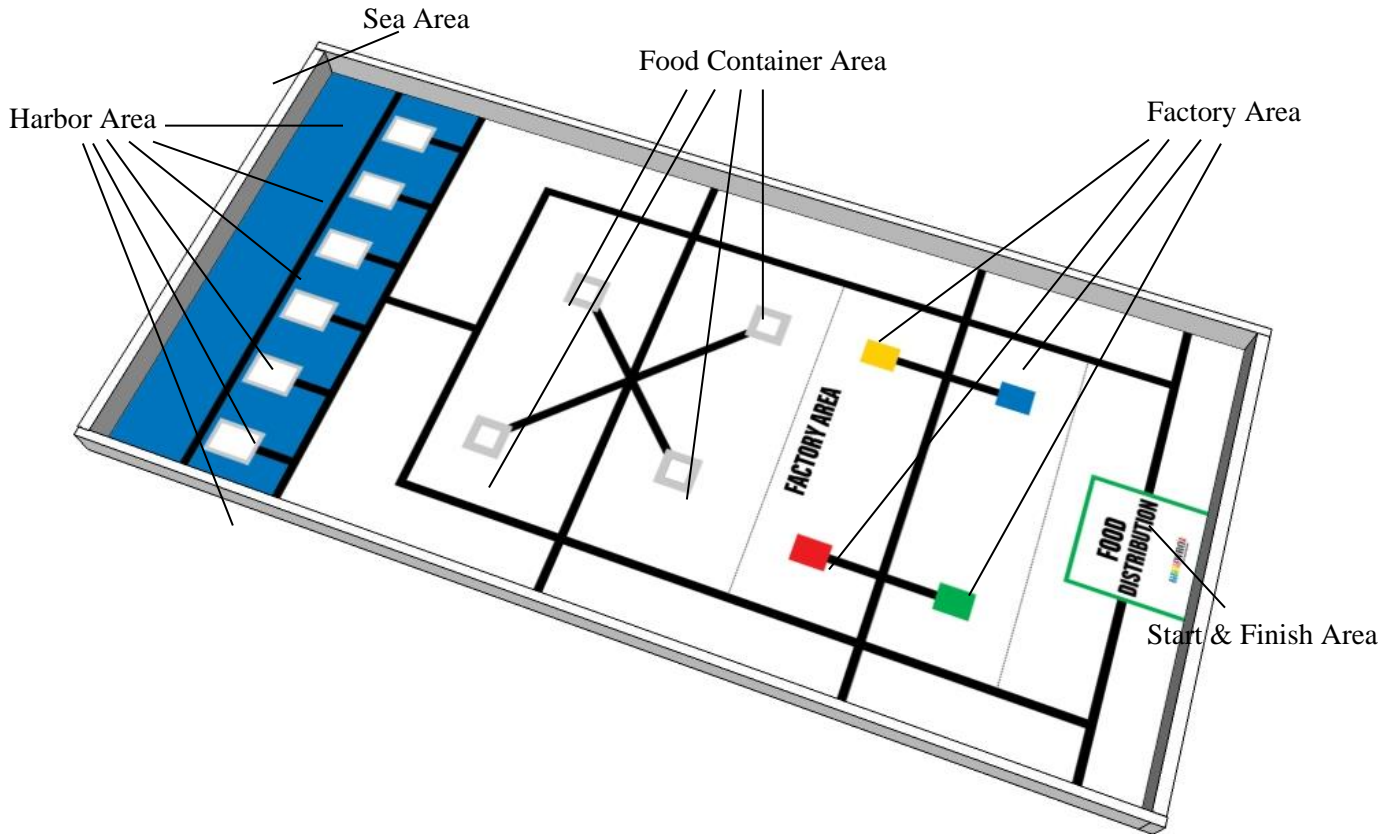 Sea Area
Food Container Area
Harbor Area
Factory Area
FACTORY AREA
FOOD
DISTRIBUTION
Start & Finish Area